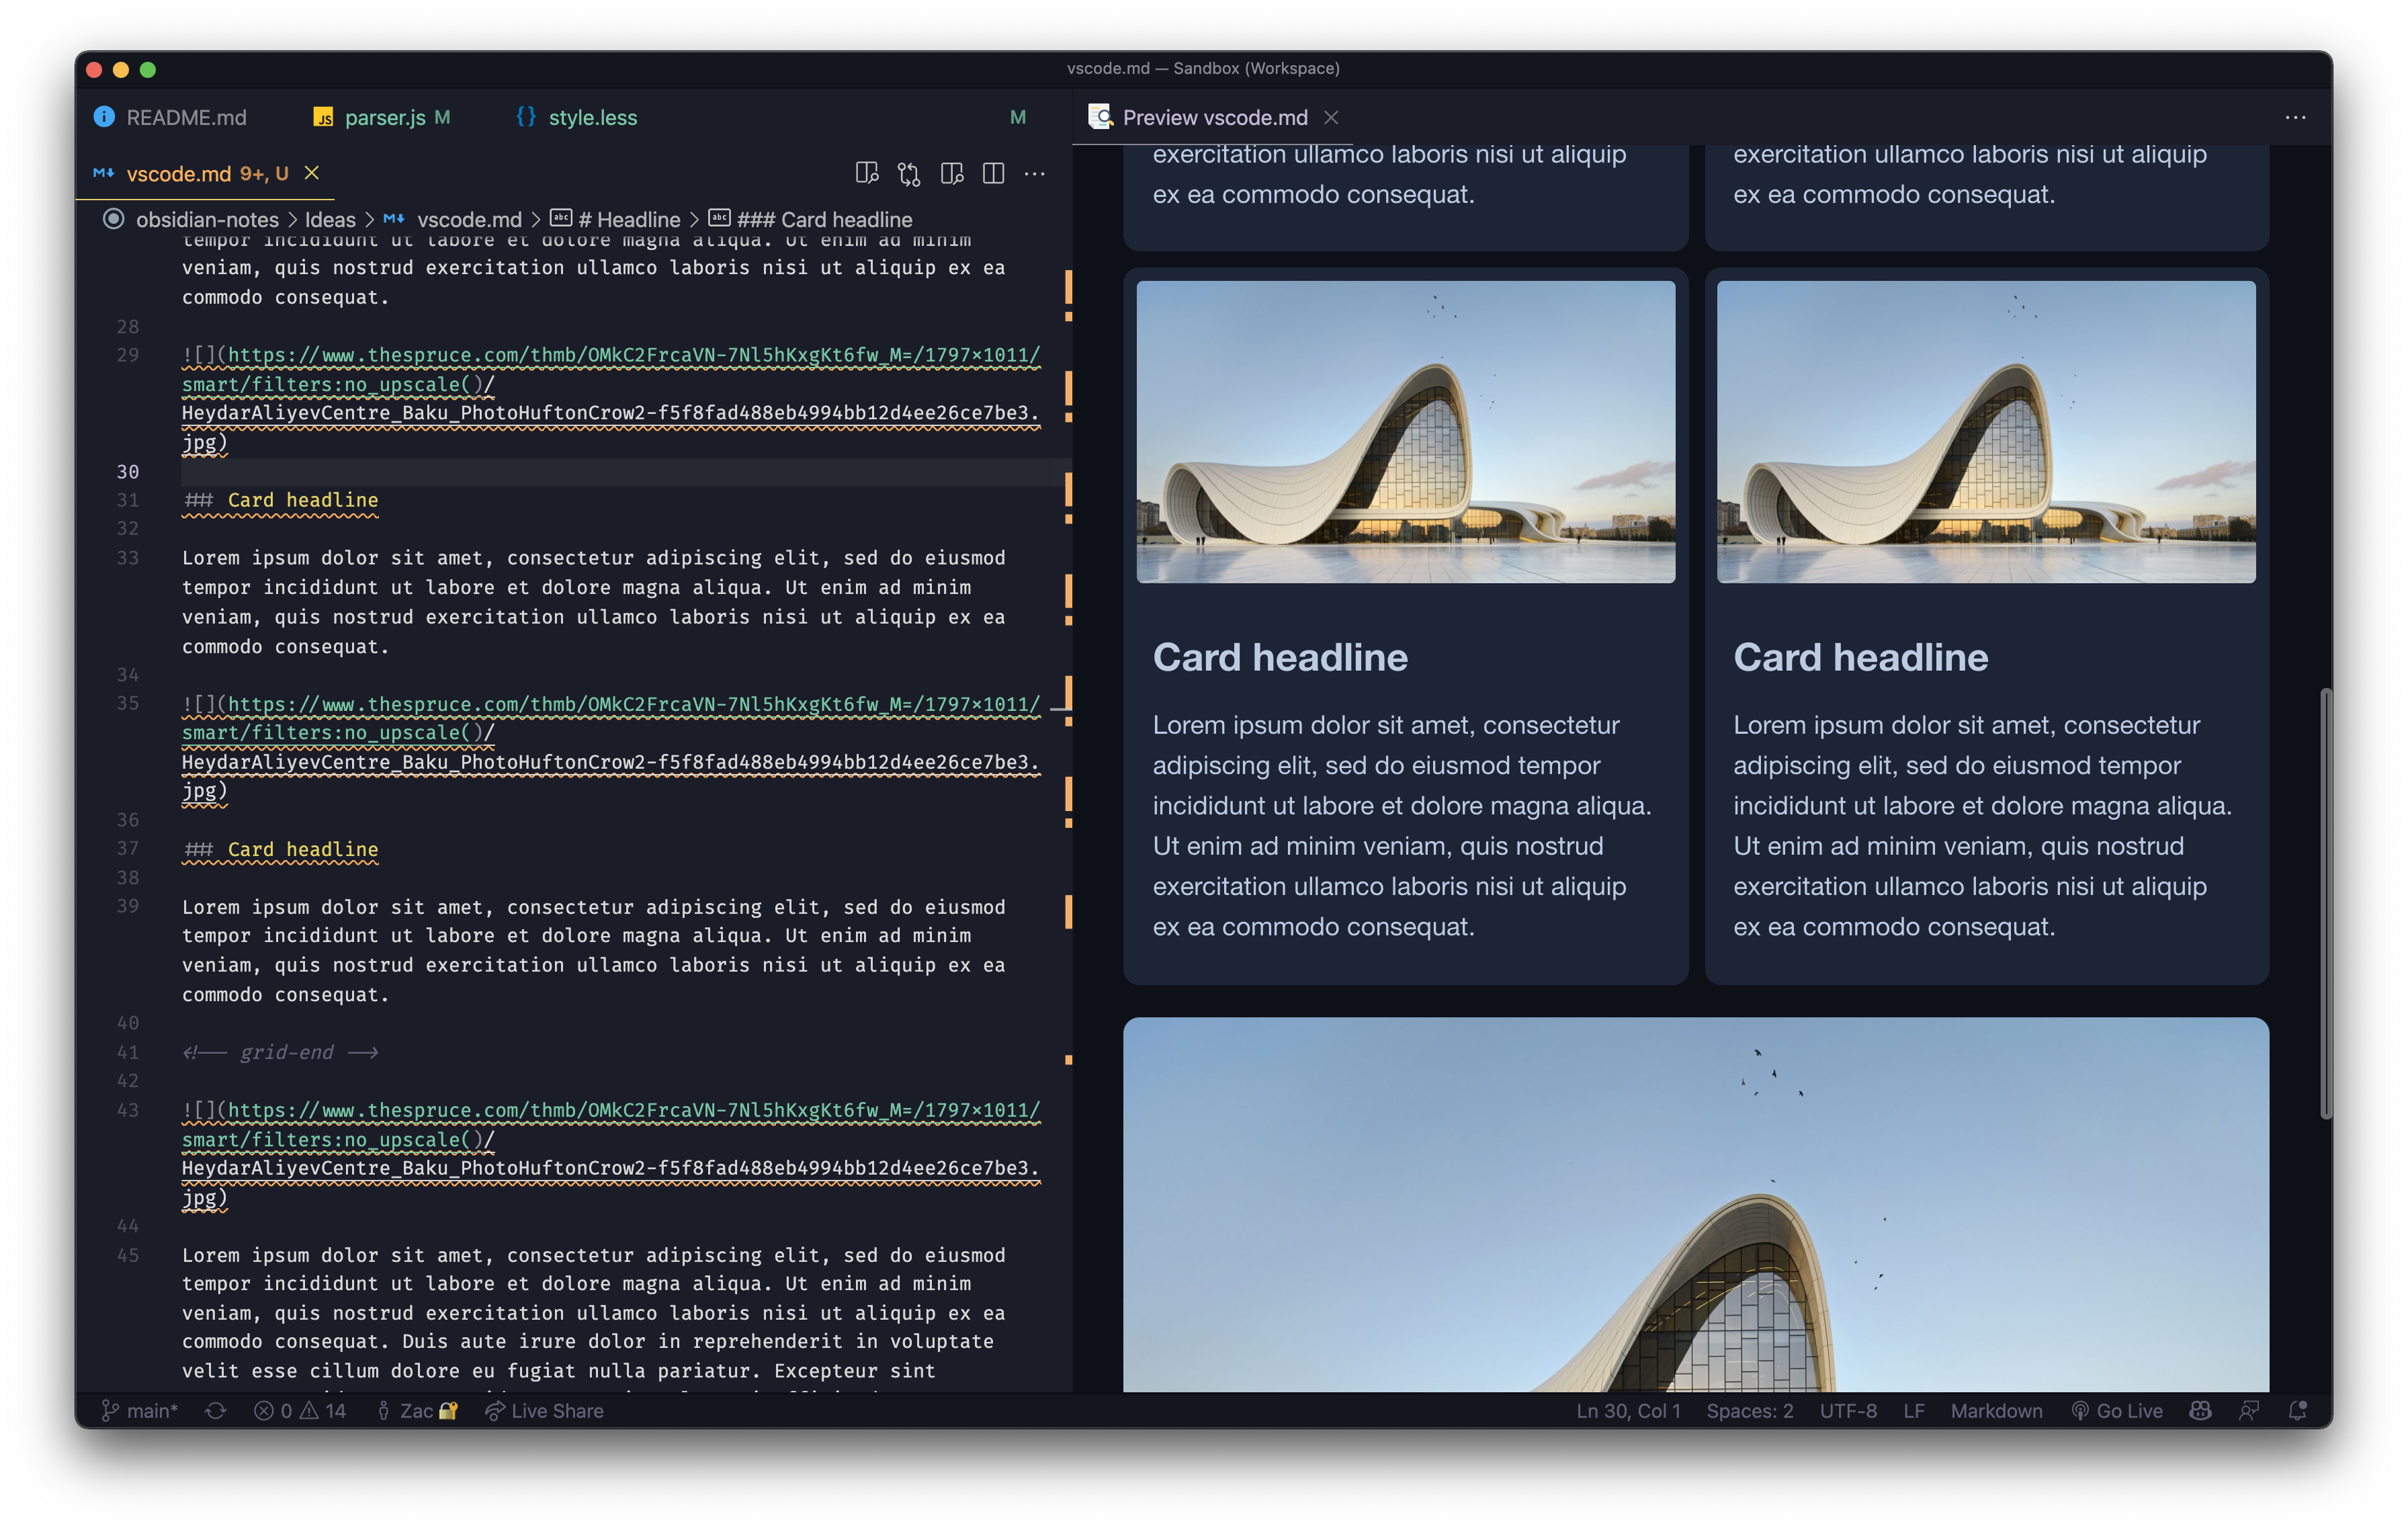 vscode.md — Sandbox (Workspace)
README.md
parser.js M
style.less
M
vscode.md 9+, U
obsidian-notes > Ideas > vscode.md > # Headline > ### Card headline
tempor incididunt ut labore et dolore magna aliqua. Ut enim ad minim
veniam, quis nostrud exercitation ullamco laboris nisi ut aliquip ex ea
commodo consequat.
28
29 ![](https://www.thespruce.com/thmb/OMkC2FrcaVN-7Nl5hKxgKt6fw_M=/1797×1011/
smart/filters:no_upscale()/
HeydarAliyevCentre_Baku_PhotoHuftonCrow2-f5f8fad488eb4994bb12d4ee26ce7be3.
jpg)
30
31 ### Card headline
32
33 Lorem ipsum dolor sit amet, consectetur adipiscing elit, sed do eiusmod
tempor incididunt ut labore et dolore magna aliqua. Ut enim ad minim
veniam, quis nostrud exercitation ullamco laboris nisi ut aliquip ex ea
commodo consequat.
34
35 ![](https://www.thespruce.com/thmb/OMkC2FrcaVN-7Nl5hKxgKt6fw_M=/1797×1011/
smart/filters:no_upscale()/
HeydarAliyevCentre_Baku_PhotoHuftonCrow2-f5f8fad488eb4994bb12d4ee26ce7be3.
jpg)
36
37 ### Card headline
38
39 Lorem ipsum dolor sit amet, consectetur adipiscing elit, sed do eiusmod
tempor incididunt ut labore et dolore magna aliqua. Ut enim ad minim
veniam, quis nostrud exercitation ullamco laboris nisi ut aliquip ex ea
commodo consequat.
40
41 <!-- grid-end -->
42
43 ![](https://www.thespruce.com/thmb/OMkC2FrcaVN-7Nl5hKxgKt6fw_M=/1797×1011/
smart/filters:no_upscale()/
HeydarAliyevCentre_Baku_PhotoHuftonCrow2-f5f8fad488eb4994bb12d4ee26ce7be3.
jpg)
44
45 Lorem ipsum dolor sit amet, consectetur adipiscing elit, sed do eiusmod
tempor incididunt ut labore et dolore magna aliqua. Ut enim ad minim
veniam, quis nostrud exercitation ullamco laboris nisi ut aliquip ex ea
commodo consequat. Duis aute irure dolor in reprehenderit in voluptate
velit esse cillum dolore eu fugiat nulla pariatur. Excepteur sint
Preview vscode.md
exercitation ullamco laboris nisi ut aliquip
ex ea commodo consequat.
exercitation ullamco laboris nisi ut aliquip
ex ea commodo consequat.
Card headline
Lorem ipsum dolor sit amet, consectetur
adipiscing elit, sed do eiusmod tempor
incididunt ut labore et dolore magna aliqua.
Ut enim ad minim veniam, quis nostrud
exercitation ullamco laboris nisi ut aliquip
ex ea commodo consequat.
Card headline
Lorem ipsum dolor sit amet, consectetur
adipiscing elit, sed do eiusmod tempor
incididunt ut labore et dolore magna aliqua.
Ut enim ad minim veniam, quis nostrud
exercitation ullamco laboris nisi ut aliquip
ex ea commodo consequat.
main* 0 14 Zac Live Share
Ln 30, Col 1 Spaces: 2 UTF-8 LF Markdown Go Live